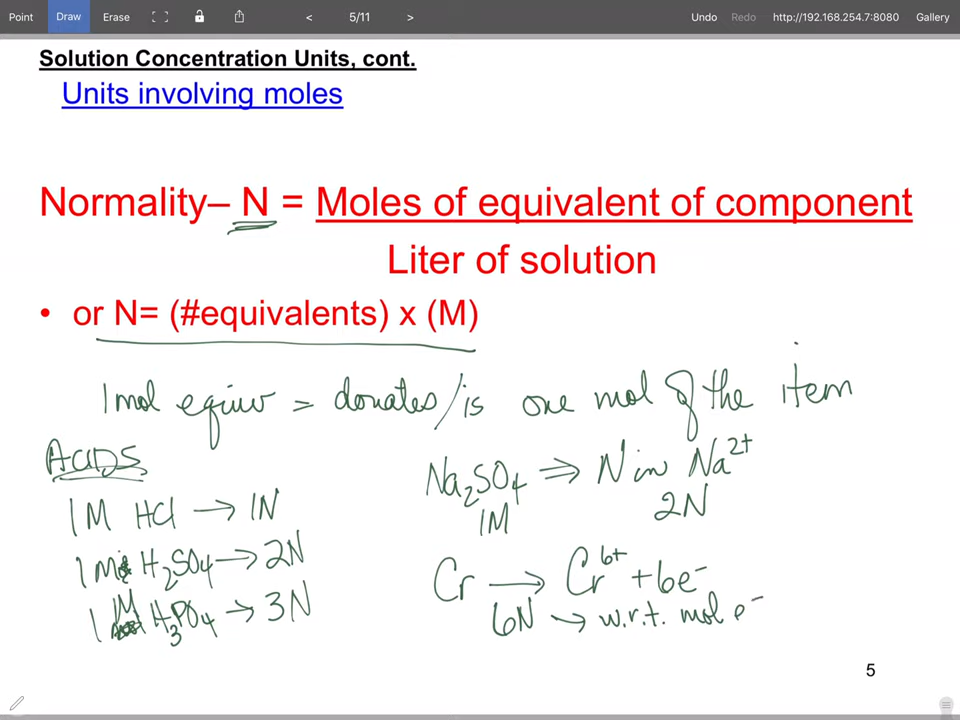 Point Draw Erase < 5/11 > Undo Redo http://192.168.254.7:8080 Gallery
Solution Concentration Units, cont.
Units involving moles
Normality– N = Moles of equivalent of component
Liter of solution
• or N= (#equivalents) x (M)
1 mol equiv = donates/is one mol of the item
ACIDS
1M HCl → 1N
1M H₂SO₄ → 2N
1M H₃PO₄ → 3N
Na₂SO₄ ⇒ N in Na²⁺
1M 2N
Cr → Cr⁶⁺ + 6e⁻
6N → w.r.t. mol e⁻
5